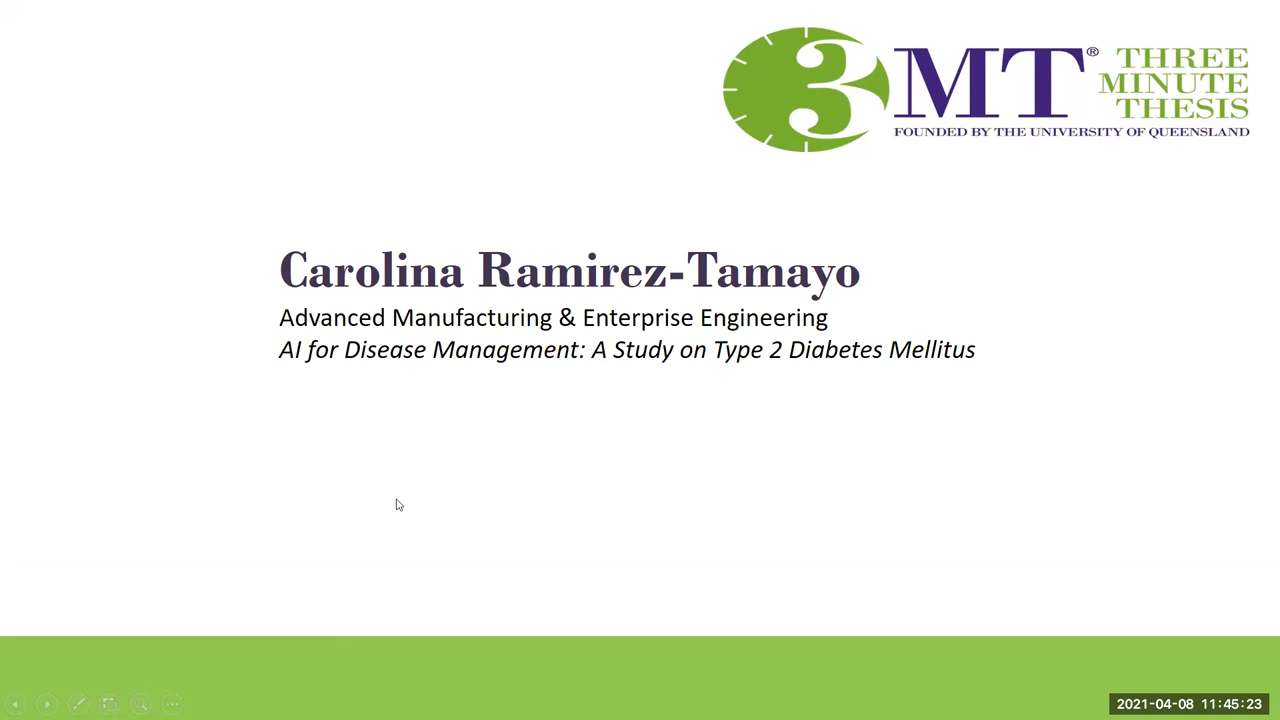 3MT® THREE
MINUTE
THESIS
FOUNDED BY THE UNIVERSITY OF QUEENSLAND
Carolina Ramirez-Tamayo
Advanced Manufacturing & Enterprise Engineering
AI for Disease Management: A Study on Type 2 Diabetes Mellitus
2021-04-08 11:45:23